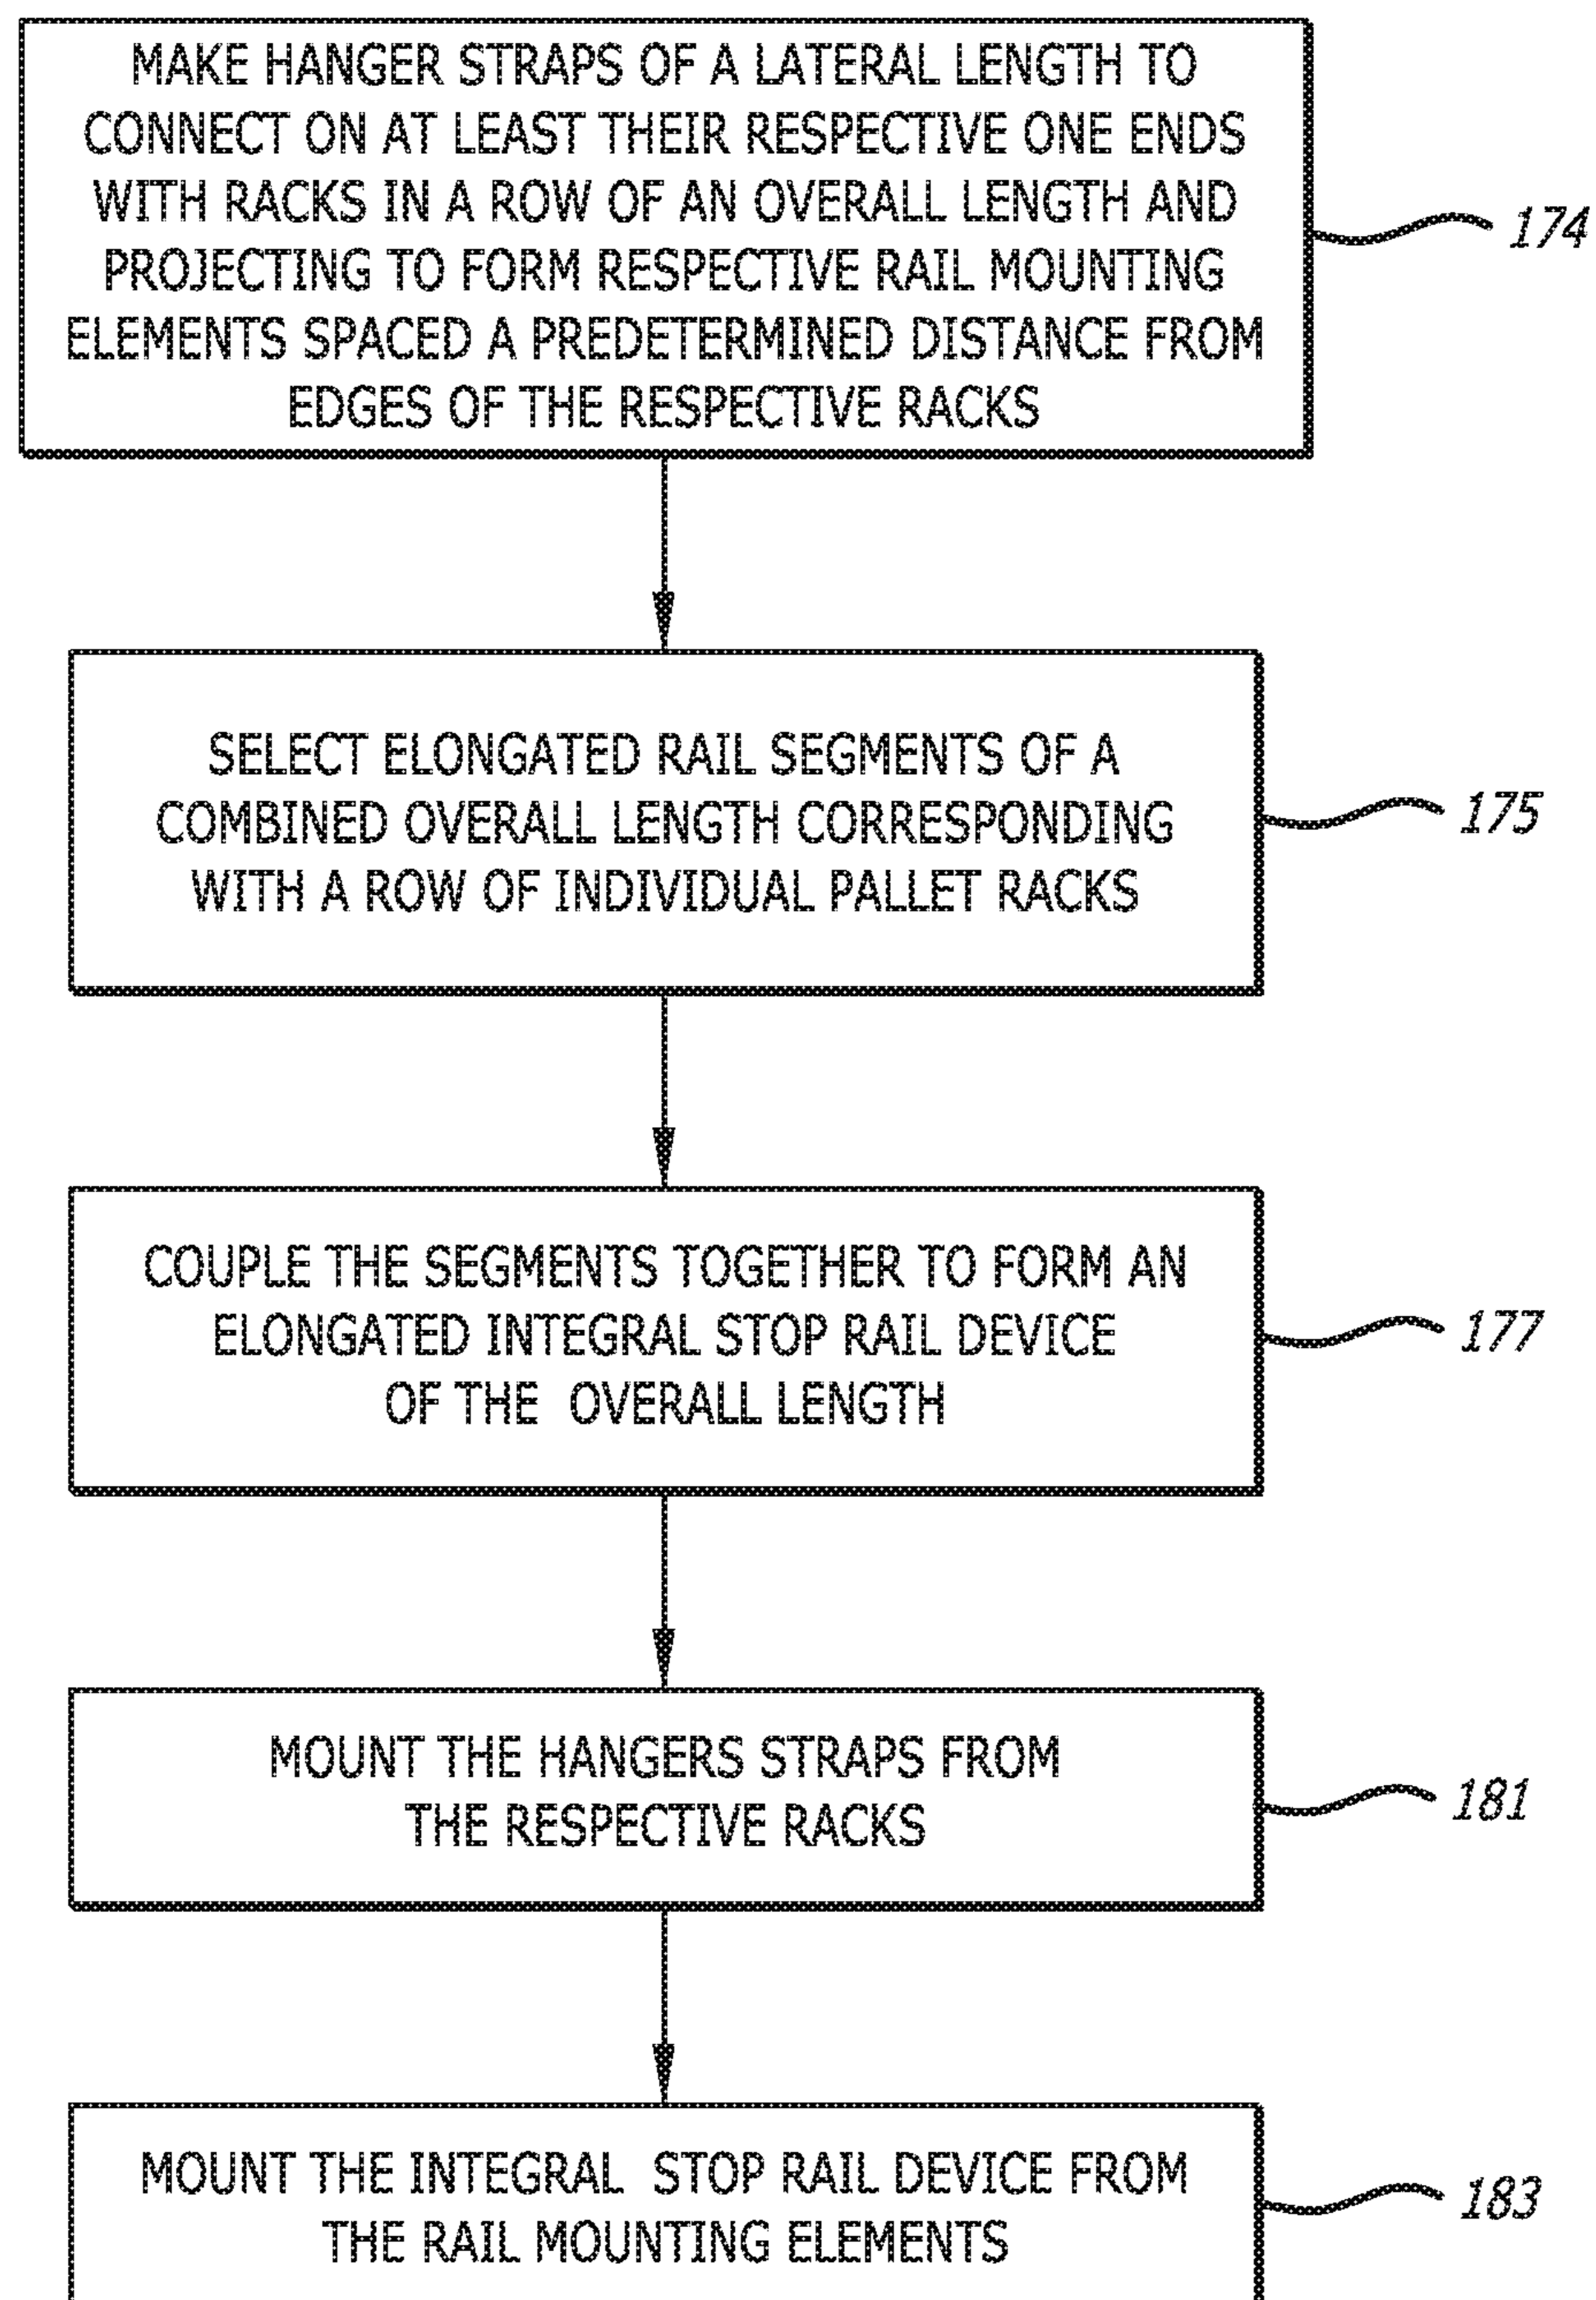 MAKE HANGER STRAPS OF A LATERAL LENGTH TO
CONNECT ON AT LEAST THEIR RESPECTIVE ONE ENDS
WITH RACKS IN A ROW OF AN OVERALL LENGTH AND
PROJECTING TO FORM RESPECTIVE RAIL MOUNTING
ELEMENTS SPACED A PREDETERMINED DISTANCE FROM
EDGES OF THE RESPECTIVE RACKS
174
SELECT ELONGATED RAIL SEGMENTS OF A
COMBINED OVERALL LENGTH CORRESPONDING
WITH A ROW OF INDIVIDUAL PALLET RACKS
175
COUPLE THE SEGMENTS TOGETHER TO FORM AN
ELONGATED INTEGRAL STOP RAIL DEVICE
OF THE OVERALL LENGTH
177
MOUNT THE HANGERS STRAPS FROM
THE RESPECTIVE RACKS
181
MOUNT THE INTEGRAL STOP RAIL DEVICE FROM
THE RAIL MOUNTING ELEMENTS
183